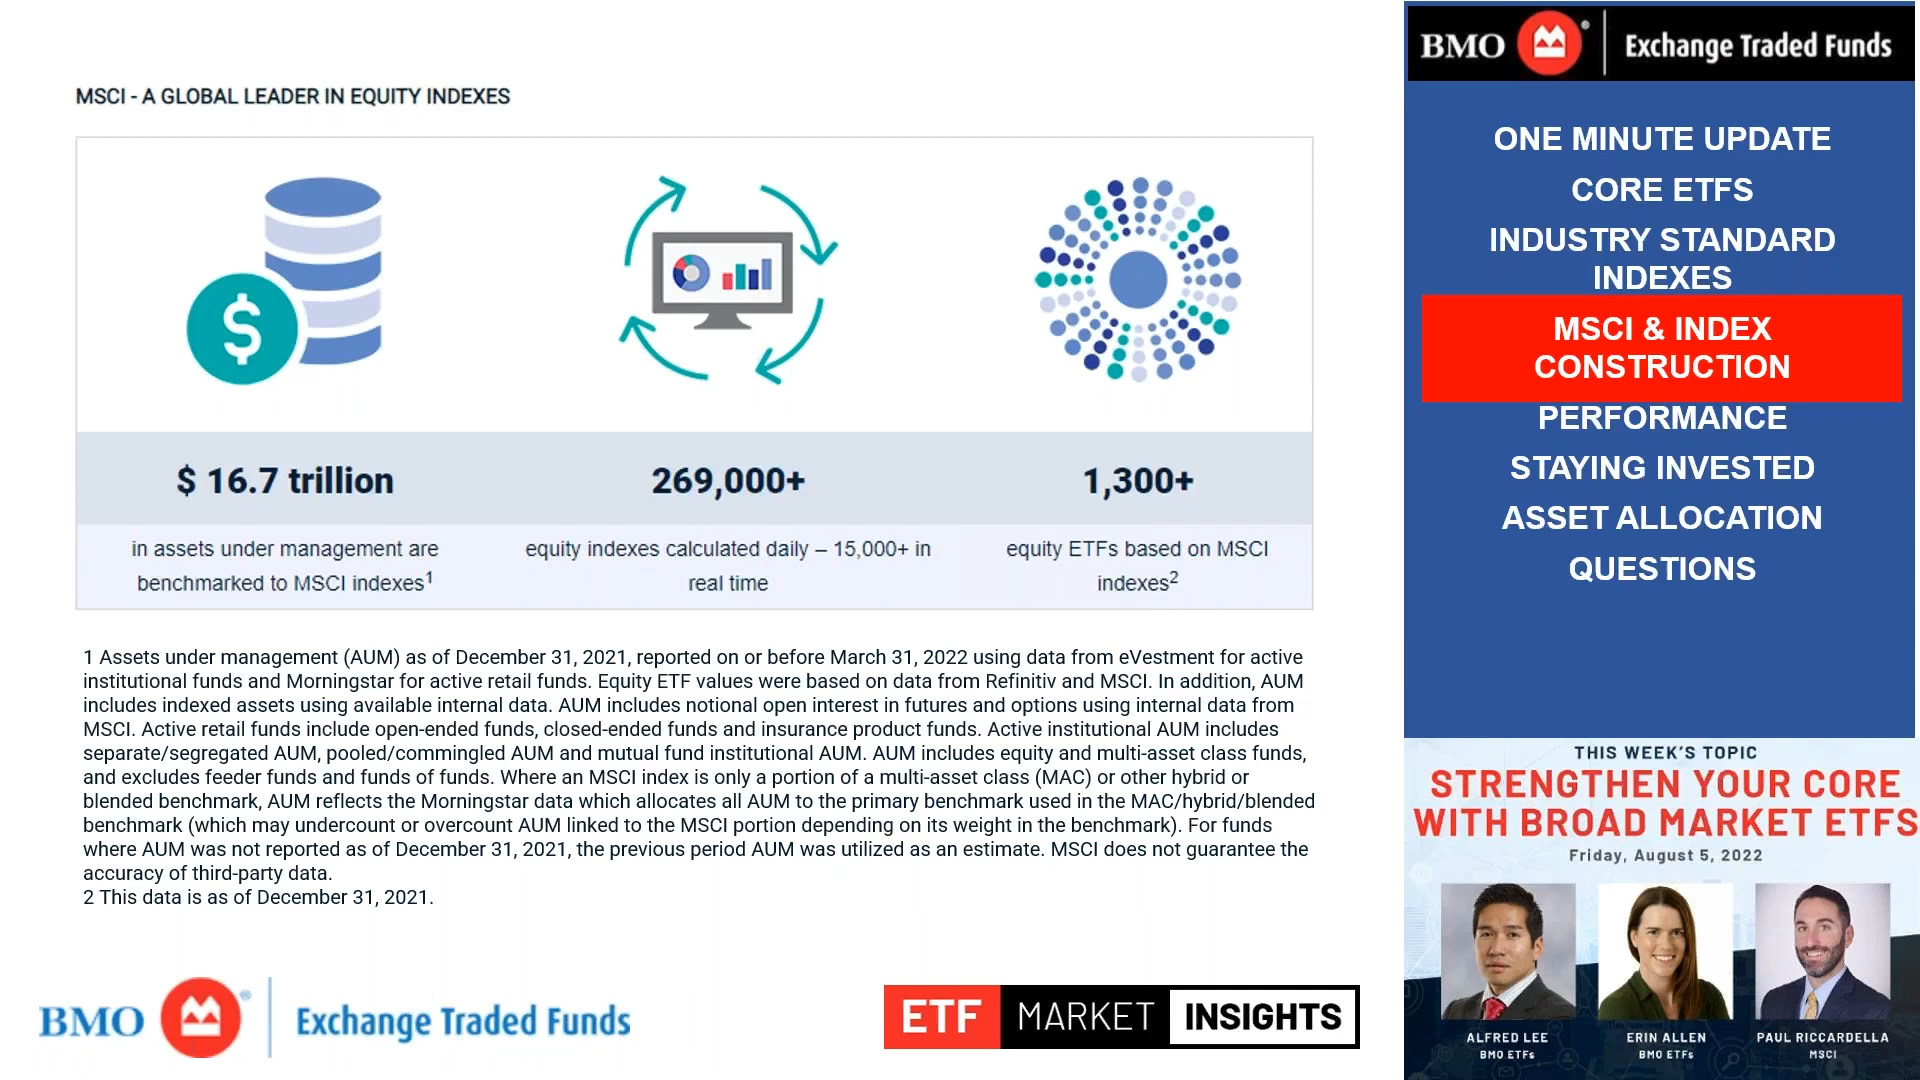 MSCI - A GLOBAL LEADER IN EQUITY INDEXES
$
$ 16.7 trillion
in assets under management are
benchmarked to MSCI indexes1
269,000+
equity indexes calculated daily – 15,000+ in
real time
1,300+
equity ETFs based on MSCI
indexes2
1 Assets under management (AUM) as of December 31, 2021, reported on or before March 31, 2022 using data from eVestment for active
institutional funds and Morningstar for active retail funds. Equity ETF values were based on data from Refinitiv and MSCI. In addition, AUM
includes indexed assets using available internal data. AUM includes notional open interest in futures and options using internal data from
MSCI. Active retail funds include open-ended funds, closed-ended funds and insurance product funds. Active institutional AUM includes
separate/segregated AUM, pooled/commingled AUM and mutual fund institutional AUM. AUM includes equity and multi-asset class funds,
and excludes feeder funds and funds of funds. Where an MSCI index is only a portion of a multi-asset class (MAC) or other hybrid or
blended benchmark, AUM reflects the Morningstar data which allocates all AUM to the primary benchmark used in the MAC/hybrid/blended
benchmark (which may undercount or overcount AUM linked to the MSCI portion depending on its weight in the benchmark). For funds
where AUM was not reported as of December 31, 2021, the previous period AUM was utilized as an estimate. MSCI does not guarantee the
accuracy of third-party data.
2 This data is as of December 31, 2021.
BMO ® Exchange Traded Funds
ETF MARKET INSIGHTS
BMO ® Exchange Traded Funds
ONE MINUTE UPDATE
CORE ETFS
INDUSTRY STANDARD
INDEXES
MSCI & INDEX
CONSTRUCTION
PERFORMANCE
STAYING INVESTED
ASSET ALLOCATION
QUESTIONS
THIS WEEK'S TOPIC
STRENGTHEN YOUR CORE
WITH BROAD MARKET ETFS
Friday, August 5, 2022
ALFRED LEE
BMO ETFs
ERIN ALLEN
BMO ETFs
PAUL RICCARDELLA
MSCI